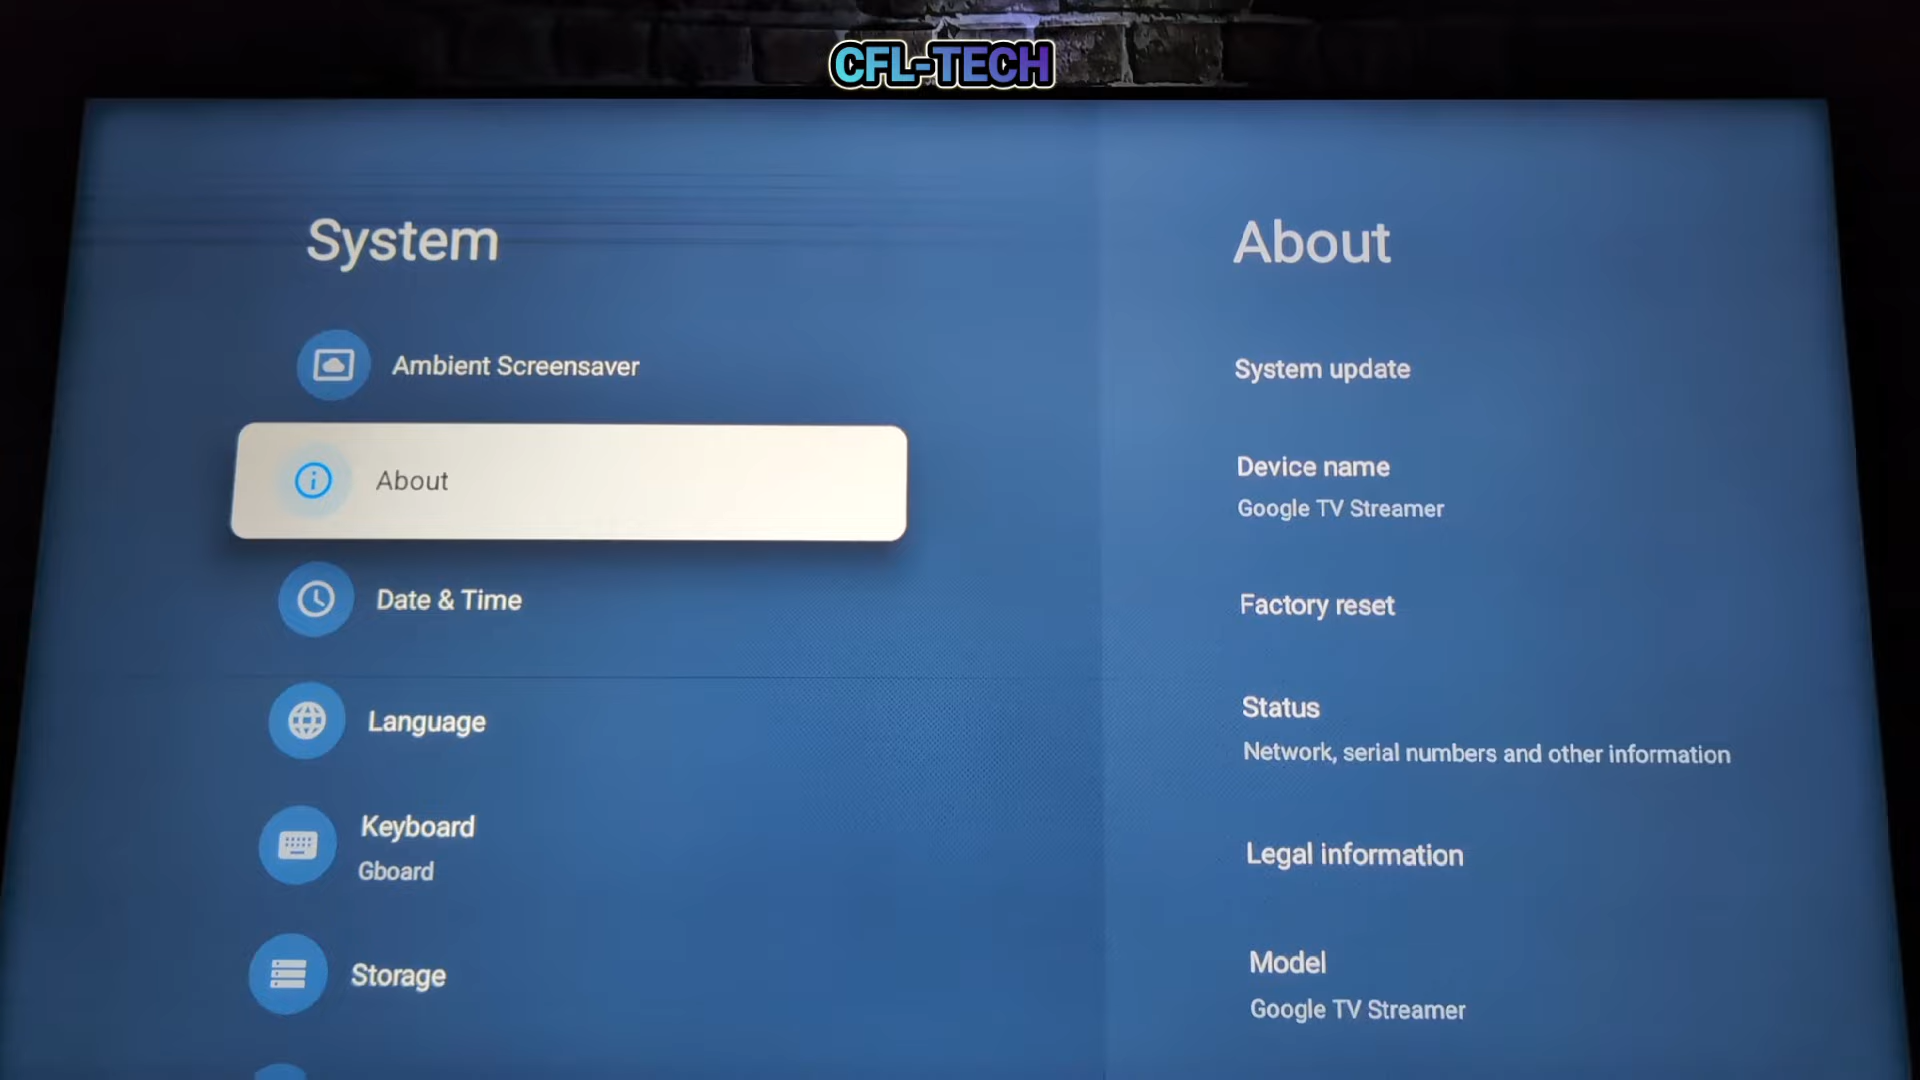 CFL-TECH
System
Ambient Screensaver
About
Date & Time
Language
Keyboard
Gboard
Storage
About
System update
Device name
Google TV Streamer
Factory reset
Status
Network, serial numbers and other information
Legal information
Model
Google TV Streamer